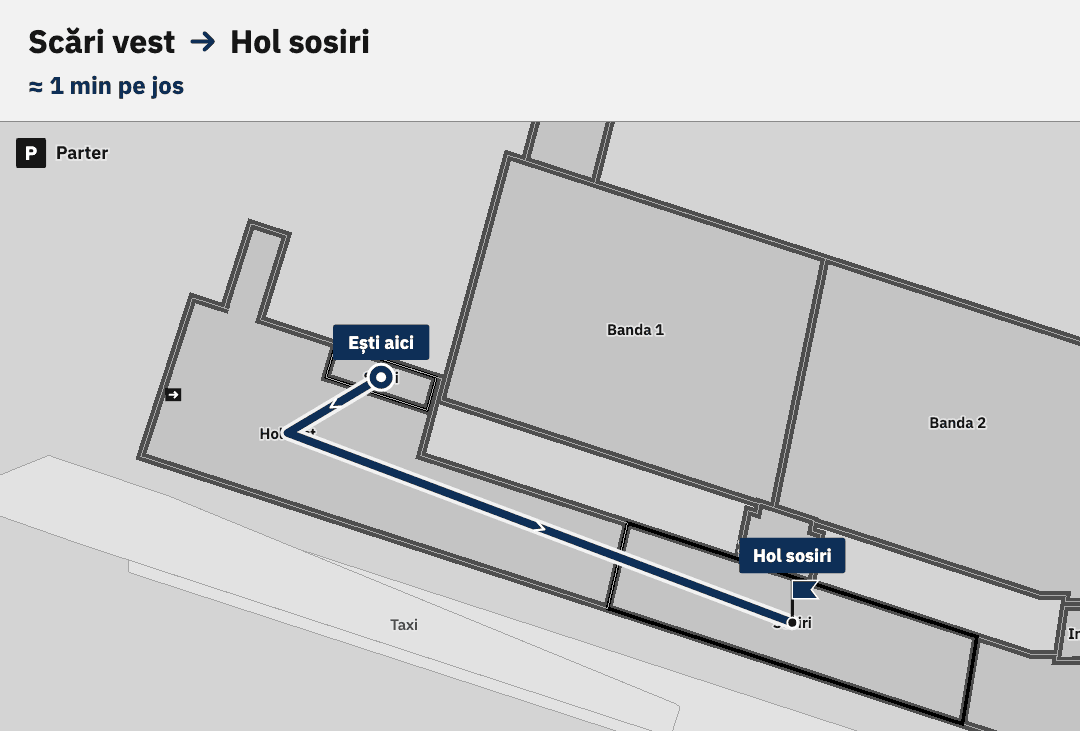 Scări vest → Hol sosiri
≈ 1 min pe jos
P Parter
Banda 1
Ești aici
Banda 2
Hol sosiri
Taxi